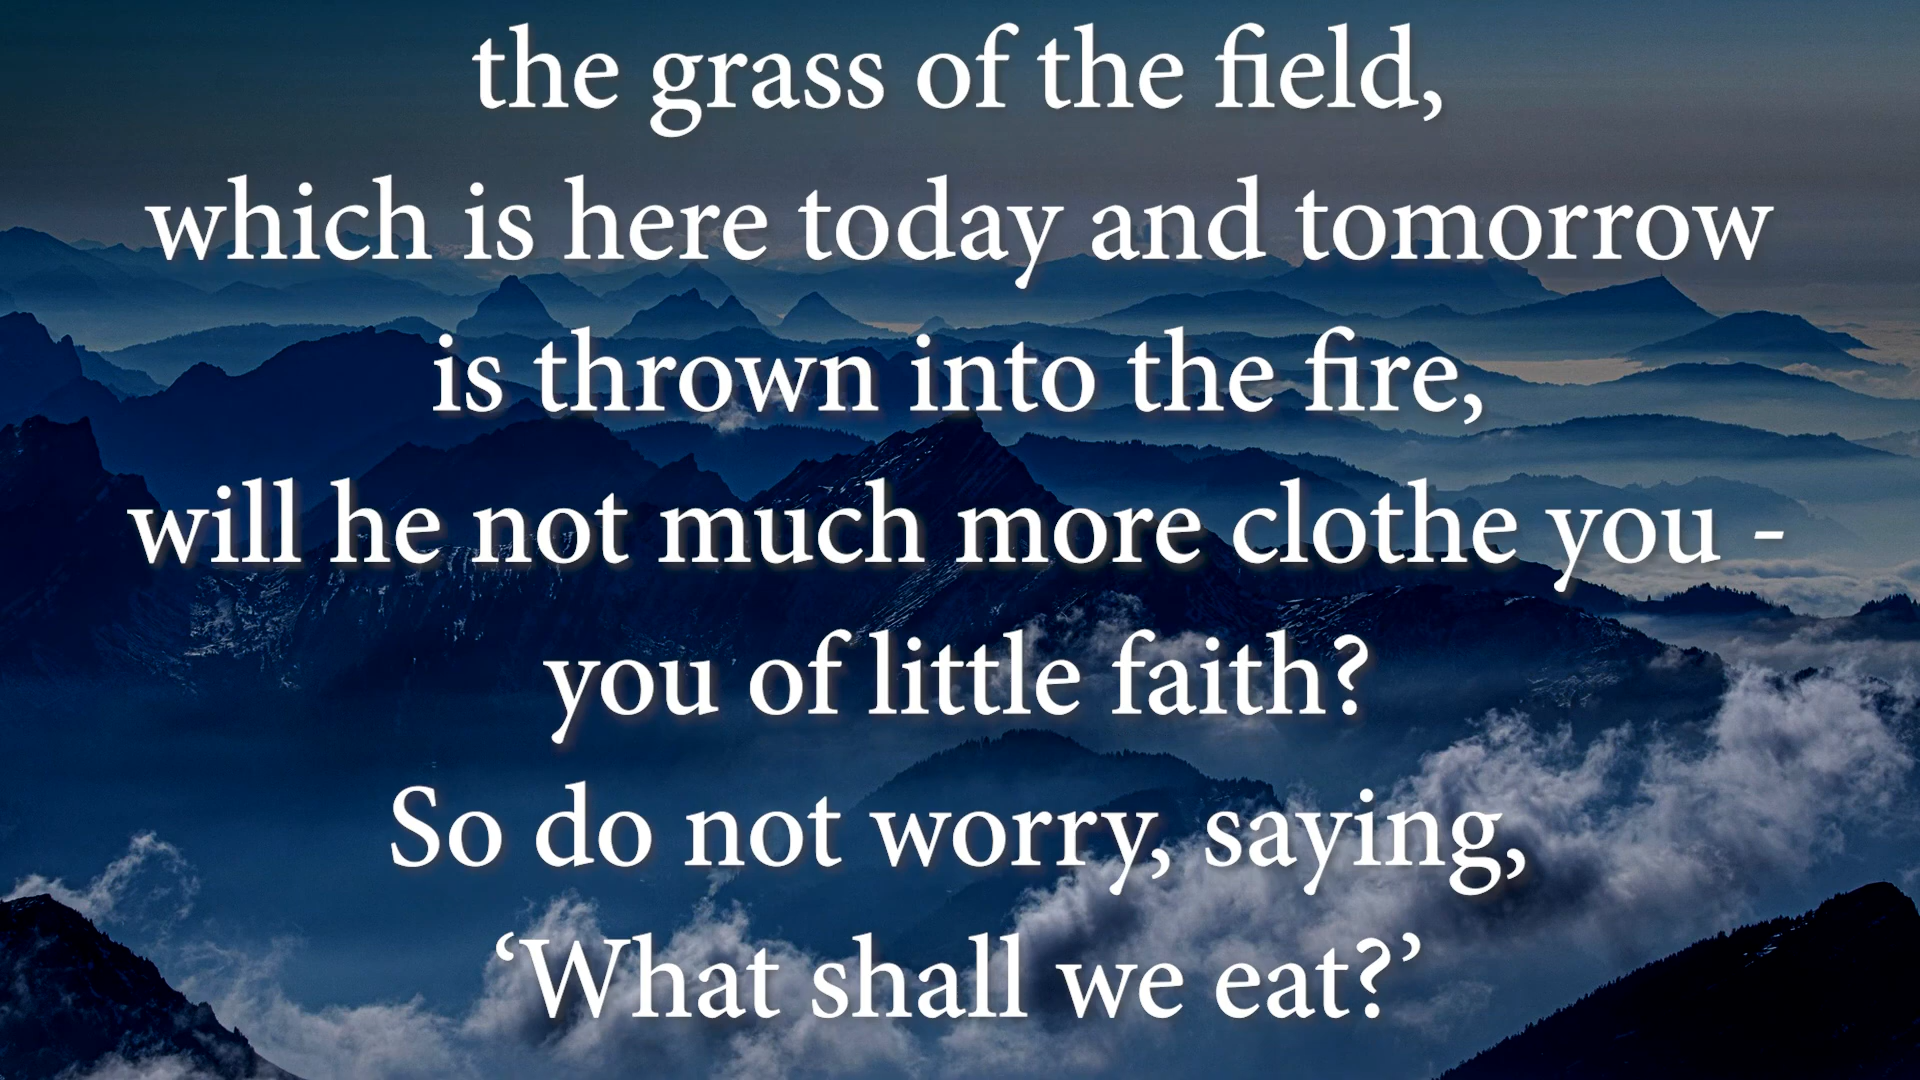 the grass of the field,
which is here today and tomorrow
is thrown into the fire,
will he not much more clothe you -
you of little faith?
So do not worry, saying,
‘What shall we eat?’